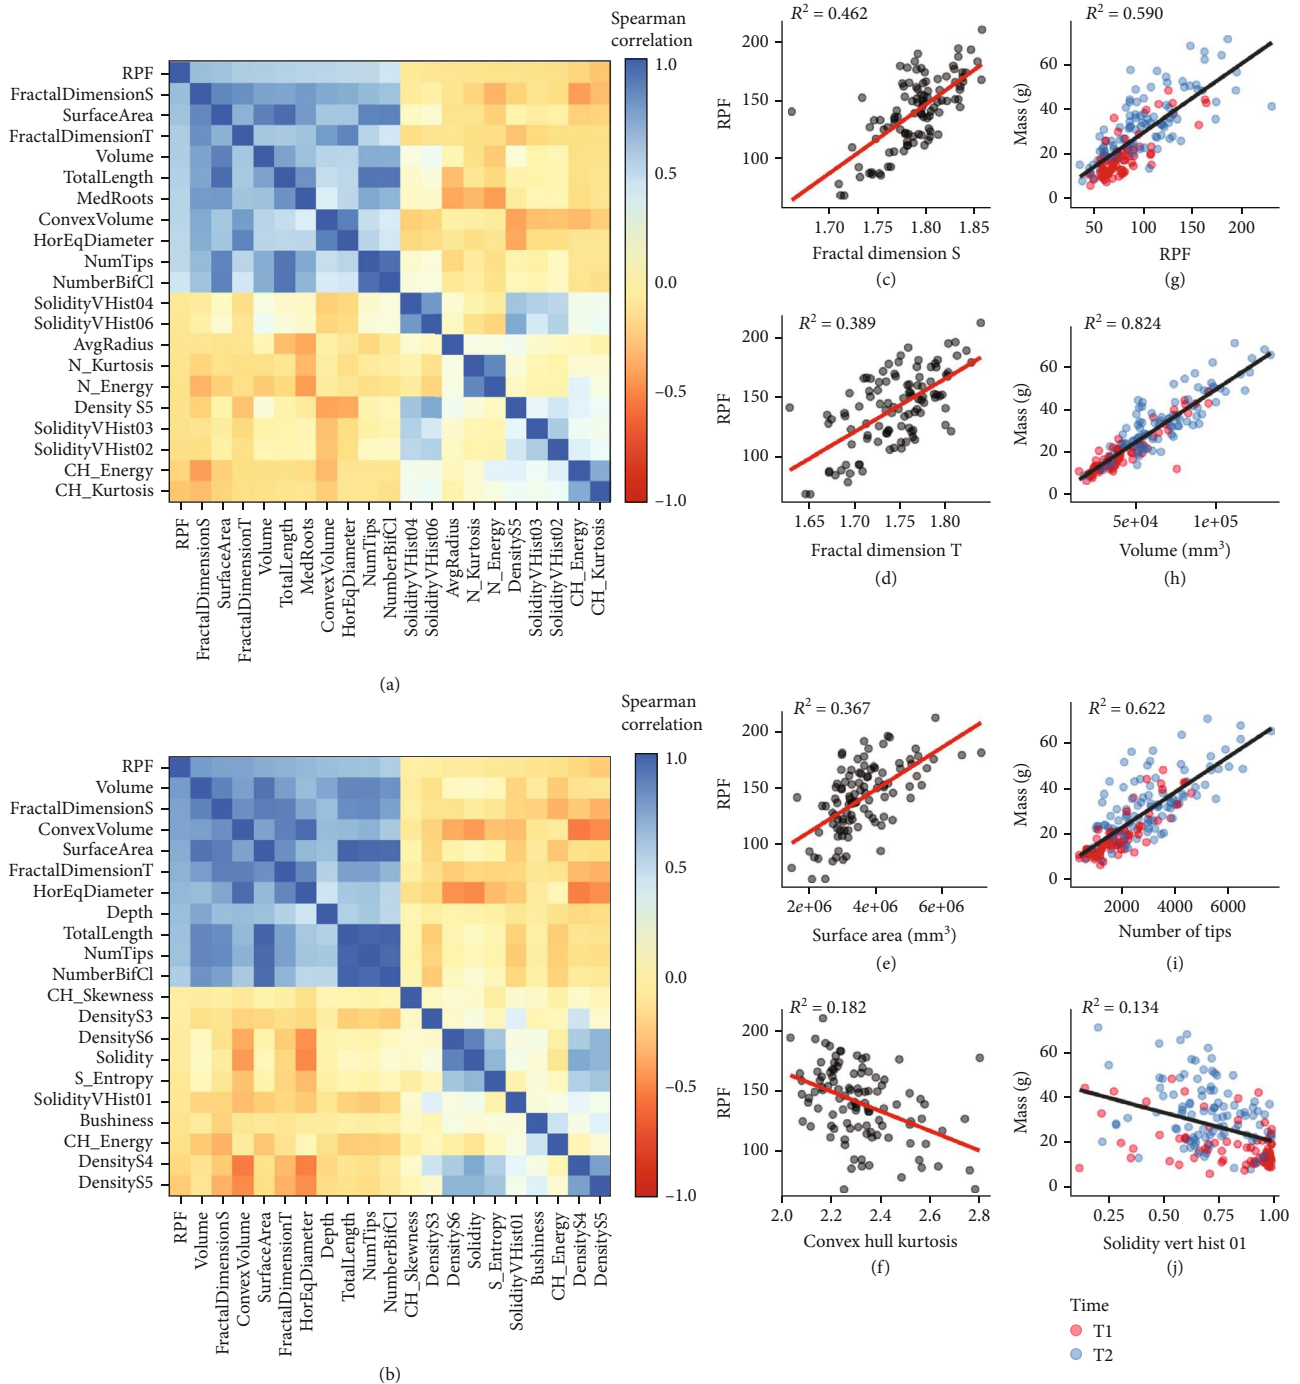 Spearman
correlation
RPF
FractalDimensionS
SurfaceArea
FractalDimensionT
Volume
TotalLength
MedRoots
ConvexVolume
HorEqDiameter
NumTips
NumberBifCl
SolidityVHist04
SolidityVHist06
AvgRadius
N_Kurtosis
N_Energy
Density S5
SolidityVHist03
SolidityVHist02
CH_Energy
CH_Kurtosis
1.0
0.5
0.0
−0.5
−1.0
RPF
FractalDimensionS
SurfaceArea
FractalDimensionT
Volume
TotalLength
MedRoots
ConvexVolume
HorEqDiameter
NumTips
NumberBifCl
SolidityVHist04
SolidityVHist06
AvgRadius
N_Kurtosis
N_Energy
DensityS5
SolidityVHist03
SolidityVHist02
CH_Energy
CH_Kurtosis
(a)
Spearman
correlation
RPF
Volume
FractalDimensionS
ConvexVolume
SurfaceArea
FractalDimensionT
HorEqDiameter
Depth
TotalLength
NumTips
NumberBifCl
CH_Skewness
DensityS3
DensityS6
Solidity
S_Entropy
SolidityVHist01
Bushiness
CH_Energy
DensityS4
DensityS5
1.0
0.5
0.0
−0.5
−1.0
RPF
Volume
FractalDimensionS
ConvexVolume
SurfaceArea
FractalDimensionT
HorEqDiameter
Depth
TotalLength
NumTips
NumberBifCl
CH_Skewness
DensityS3
DensityS6
Solidity
S_Entropy
SolidityVHist01
Bushiness
CH_Energy
DensityS4
DensityS5
(b)
R² = 0.462
RPF
200
150
100
1.70 1.75 1.80 1.85
Fractal dimension S
(c)
R² = 0.590
Mass (g)
60
40
20
0
50 100 150 200
RPF
(g)
R² = 0.389
RPF
200
150
100
1.65 1.70 1.70 1.80
Fractal dimension T
(d)
R² = 0.824
Mass (g)
60
40
20
0
5e+04 1e+05
Volume (mm³)
(h)
R² = 0.367
RPF
200
150
100
2e+06 4e+06 6e+06
Surface area (mm³)
(e)
R² = 0.622
Mass (g)
60
40
20
0
2000 4000 6000
Number of tips
(i)
R² = 0.182
RPF
200
150
100
2.0 2.2 2.4 2.6 2.8
Convex hull kurtosis
(f)
R² = 0.134
Mass (g)
60
40
20
0
0.25 0.50 0.75 1.00
Solidity vert hist 01
(j)
Time
T1
T2